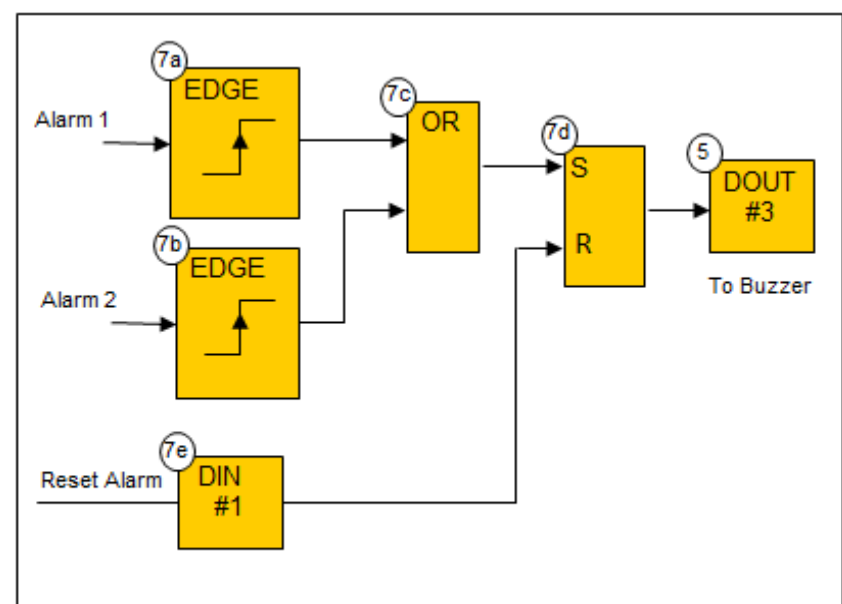 7a
EDGE
Alarm 1
7c
OR
7d
S
R
5
DOUT
#3
To Buzzer
7b
EDGE
Alarm 2
7e
Reset Alarm
DIN
#1